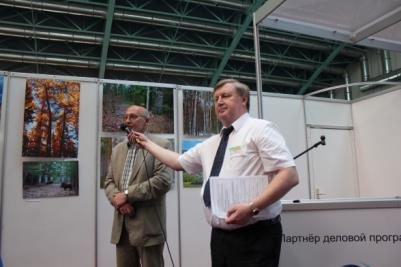 Партнёр деловой програ